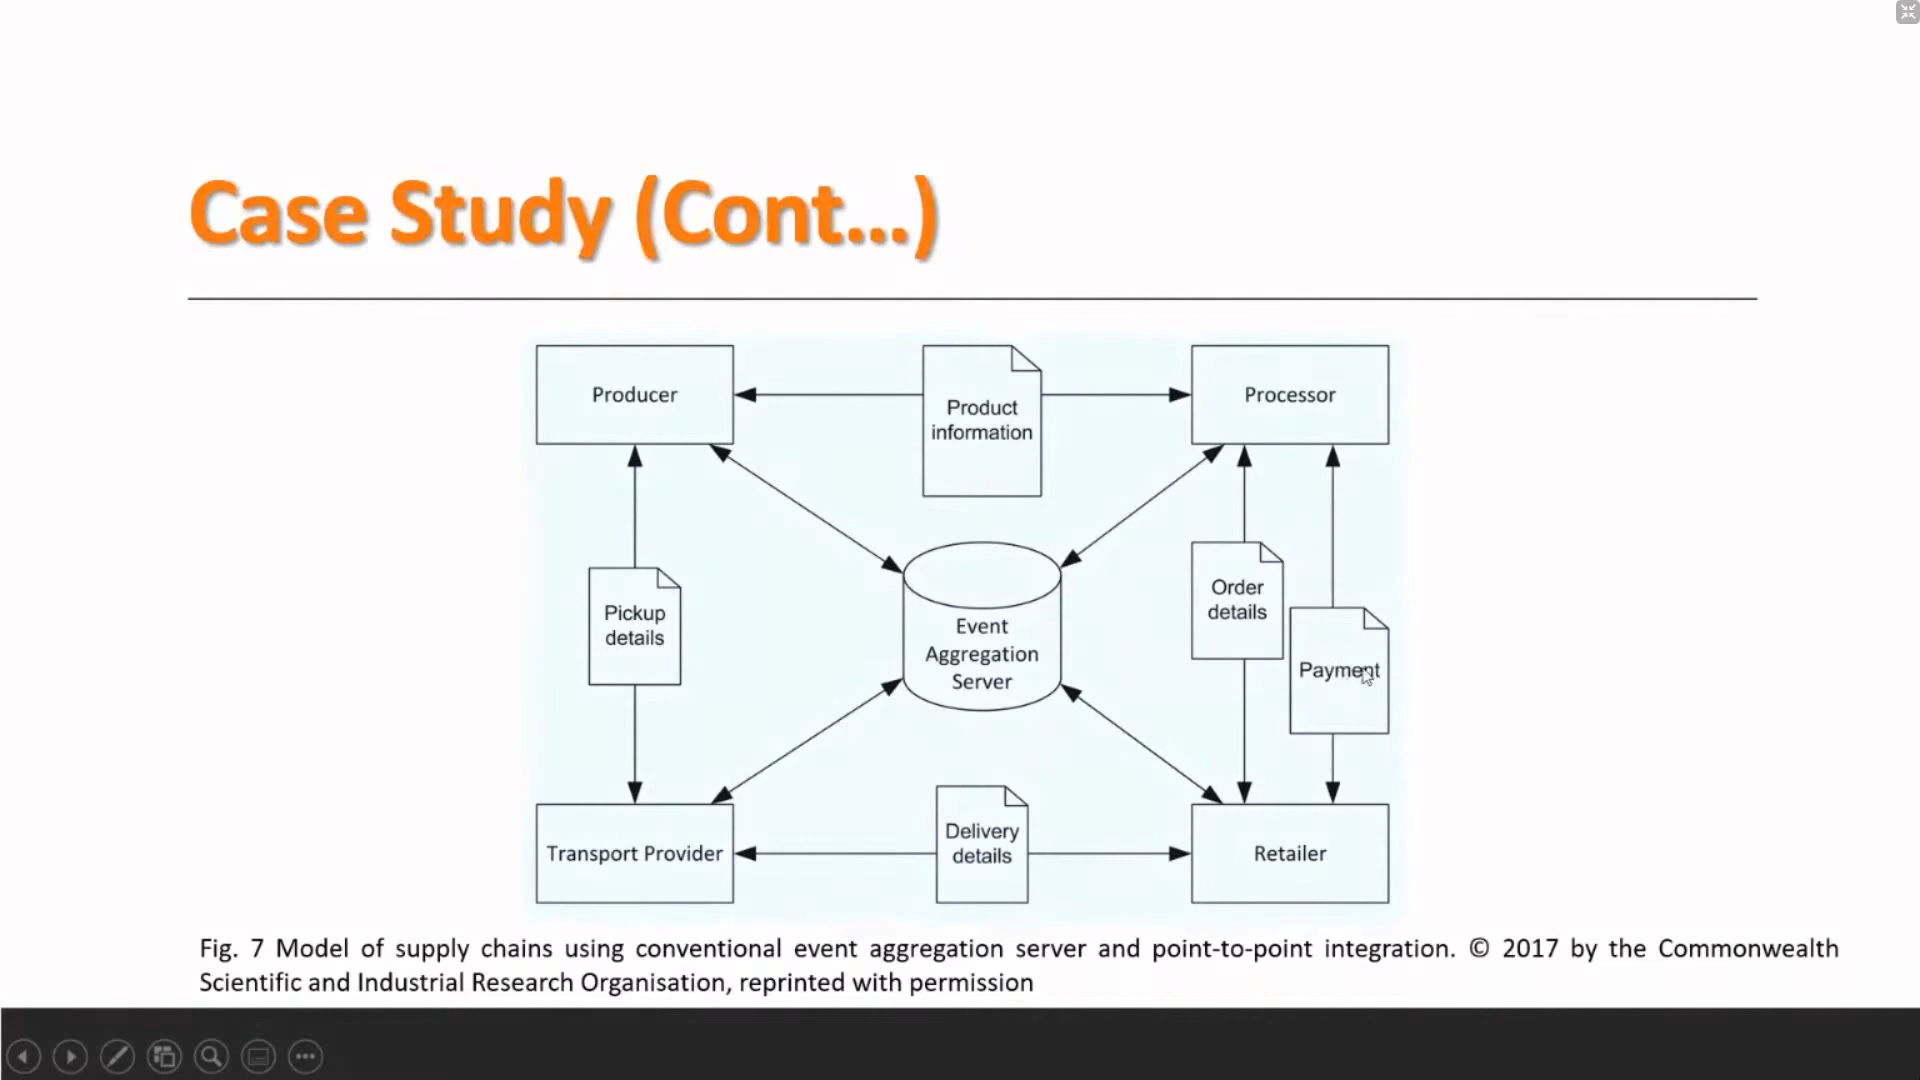 Case Study (Cont...)
Producer
Product
information
Processor
Pickup
details
Event
Aggregation
Server
Order
details
Payment
Transport Provider
Delivery
details
Retailer
Fig. 7 Model of supply chains using conventional event aggregation server and point-to-point integration. © 2017 by the Commonwealth
Scientific and Industrial Research Organisation, reprinted with permission